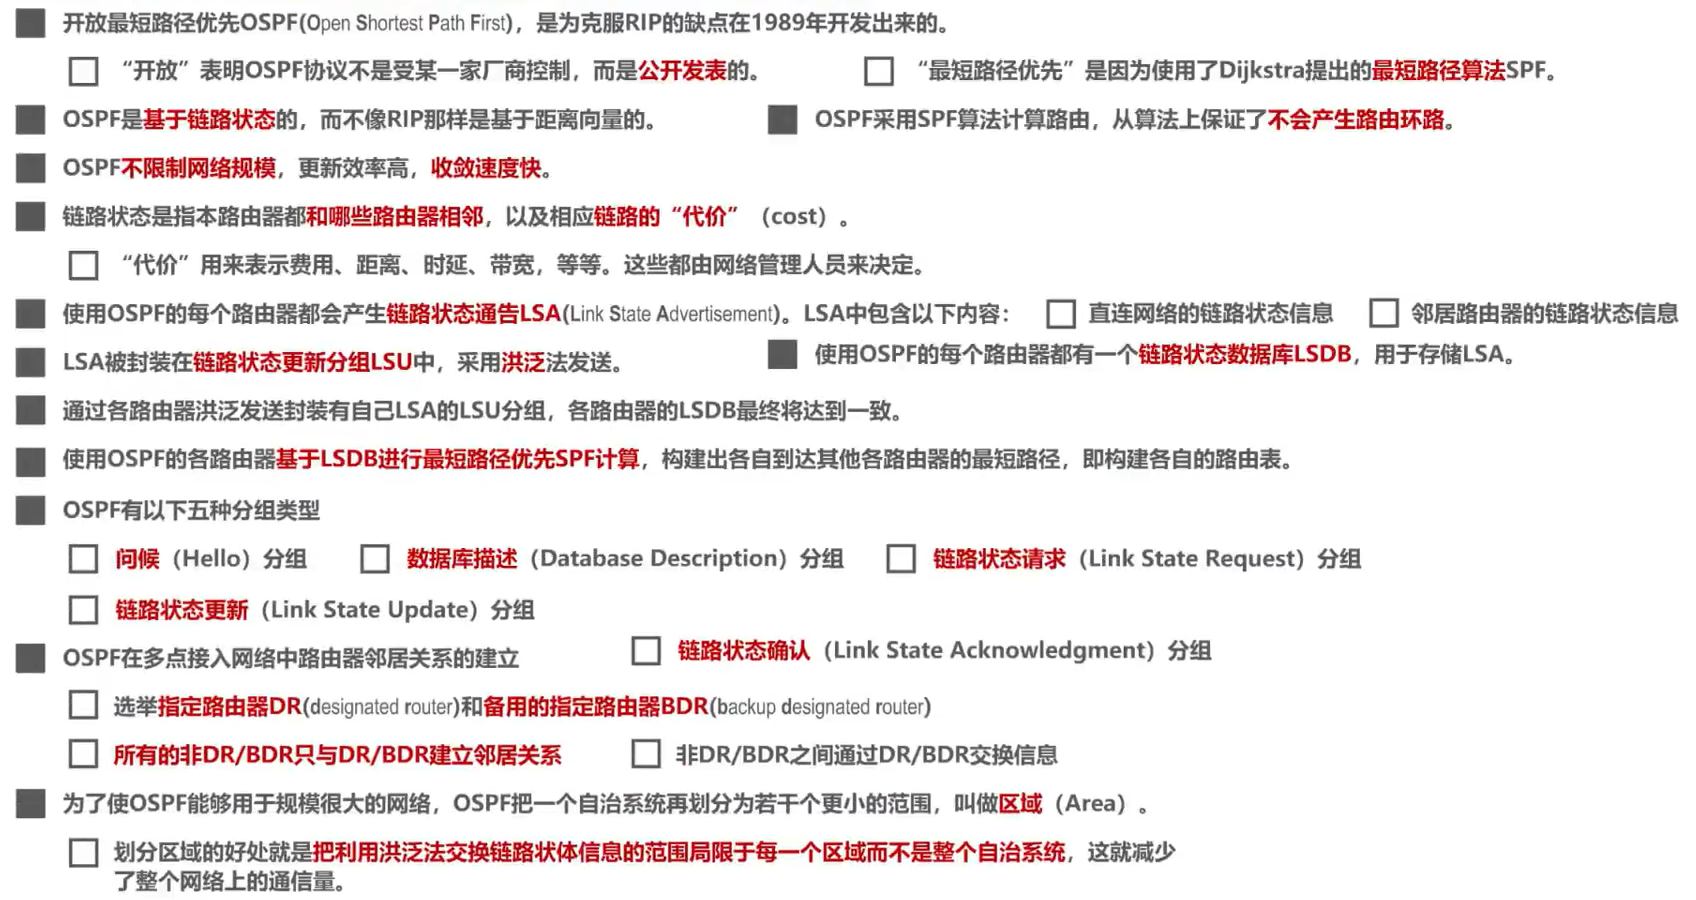 开放最短路径优先OSPF(Open Shortest Path First)，是为克服RIP的缺点在1989年开发出来的。
“开放”表明OSPF协议不是受某一家厂商控制，而是公开发表的。
“最短路径优先”是因为使用了Dijkstra提出的最短路径算法SPF。
OSPF是基于链路状态的，而不像RIP那样是基于距离向量的。
OSPF采用SPF算法计算路由，从算法上保证了不会产生路由环路。
OSPF不限制网络规模，更新效率高，收敛速度快。
链路状态是指本路由器都和哪些路由器相邻，以及相应链路的“代价”（cost）。
“代价”用来表示费用、距离、时延、带宽，等等。这些都由网络管理人员来决定。
使用OSPF的每个路由器都会产生链路状态通告LSA(Link State Advertisement)。LSA中包含以下内容：
直连网络的链路状态信息
邻居路由器的链路状态信息
LSA被封装在链路状态更新分组LSU中，采用洪泛法发送。
使用OSPF的每个路由器都有一个链路状态数据库LSDB，用于存储LSA。
通过各路由器洪泛发送封装有自己LSA的LSU分组，各路由器的LSDB最终将达到一致。
使用OSPF的各路由器基于LSDB进行最短路径优先SPF计算，构建出各自到达其他各路由器的最短路径，即构建各自的路由表。
OSPF有以下五种分组类型
问候（Hello）分组
数据库描述（Database Description）分组
链路状态请求（Link State Request）分组
链路状态更新（Link State Update）分组
链路状态确认（Link State Acknowledgment）分组
OSPF在多点接入网络中路由器邻居关系的建立
选举指定路由器DR(designated router)和备用的指定路由器BDR(backup designated router)
所有的非DR/BDR只与DR/BDR建立邻居关系
非DR/BDR之间通过DR/BDR交换信息
为了使OSPF能够用于规模很大的网络，OSPF把一个自治系统再划分为若干个更小的范围，叫做区域（Area）。
划分区域的好处就是把利用洪泛法交换链路状体信息的范围局限于每一个区域而不是整个自治系统，这就减少
了整个网络上的通信量。